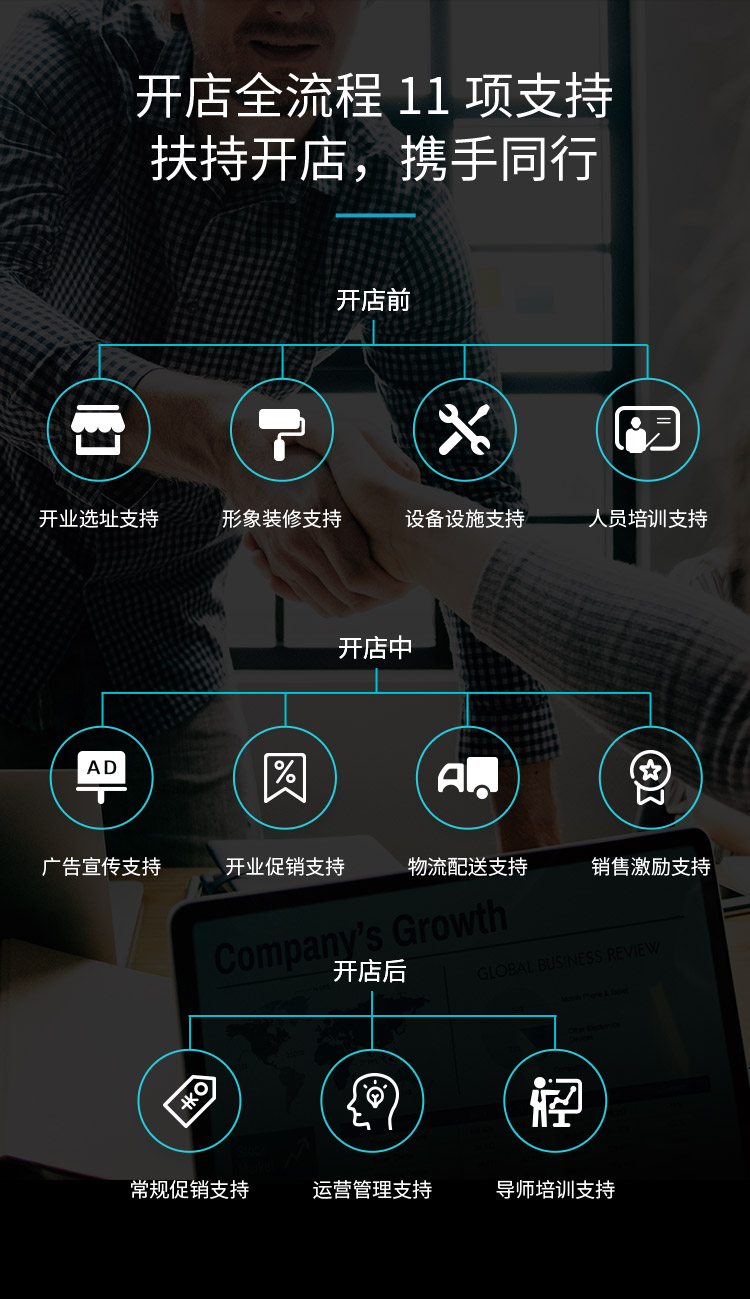 开店全流程 11 项支持
扶持开店，携手同行
开店前
开业选址支持
形象装修支持
设备设施支持
人员培训支持
开店中
AD
%
广告宣传支持
开业促销支持
物流配送支持
销售激励支持
Company's Growth
GLOBAL BUSINESS REVIEW
开店后
常规促销支持
运营管理支持
导师培训支持